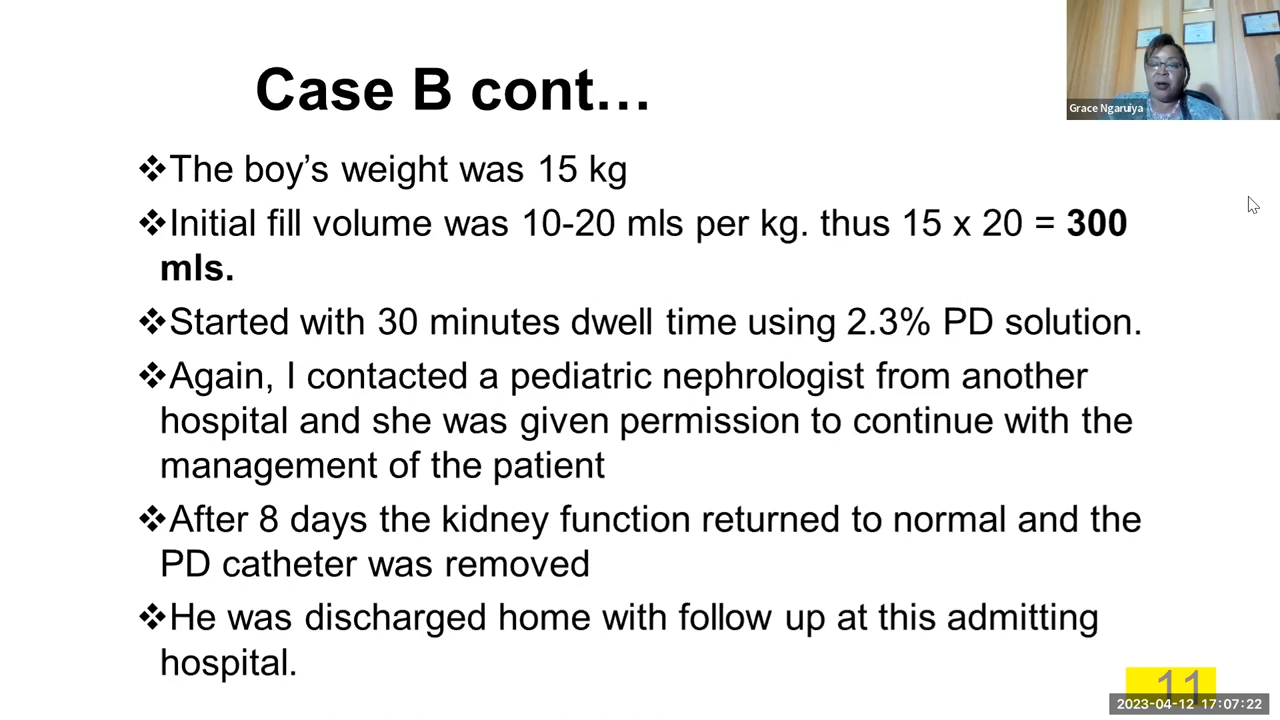 Case B cont…
Grace Ngaruiya
❖The boy’s weight was 15 kg
❖Initial fill volume was 10-20 mls per kg. thus 15 x 20 = 300
mls.
❖Started with 30 minutes dwell time using 2.3% PD solution.
❖Again, I contacted a pediatric nephrologist from another
hospital and she was given permission to continue with the
management of the patient
❖After 8 days the kidney function returned to normal and the
PD catheter was removed
❖He was discharged home with follow up at this admitting
hospital.
11
2023-04-12 17:07:22